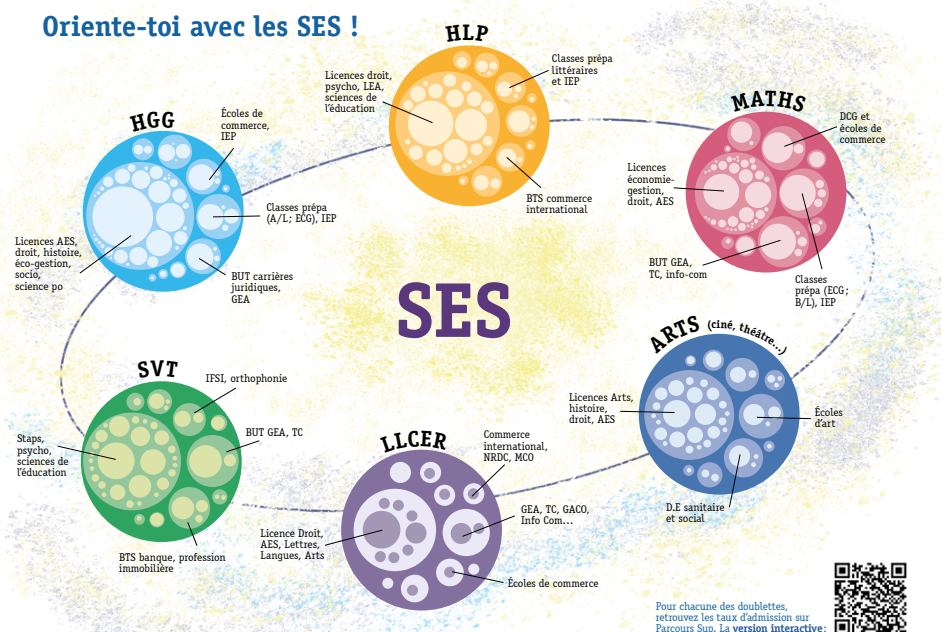 Oriente-toi avec les SES !
HLP
Licences droit,
psycho, LEA,
sciences de
l'éducation
Classes prépa
littéraires
et IEP
BTS commerce
international
MATHS
DCG et
écoles de
commerce
Licences
économie-
gestion,
droit, AES
BUT GEA,
TC, info-com
Classes
prépa (ECG ;
B/L), IEP
HGG
Écoles de
commerce,
IEP
Classes prépa
(A/L ; ECG), IEP
Licences AES,
droit, histoire,
éco-gestion,
socio,
science po
BUT carrières
juridiques,
GEA
SES
ARTS (ciné, théâtre...)
Licences Arts,
histoire,
droit, AES
Écoles
d'art
D.E sanitaire
et social
SVT
IFSI, orthophonie
BUT GEA, TC
Staps,
psycho,
sciences de
l'éducation
BTS banque, profession
immobilière
LLCER
Commerce
international,
NRDC, MCO
GEA, TC, GACO,
Info Com...
Licence Droit,
AES, Lettres,
Langues, Arts
Écoles de commerce
Pour chacune des doublettes,
retrouvez les taux d'admission sur
Parcours Sup. La version interactive :